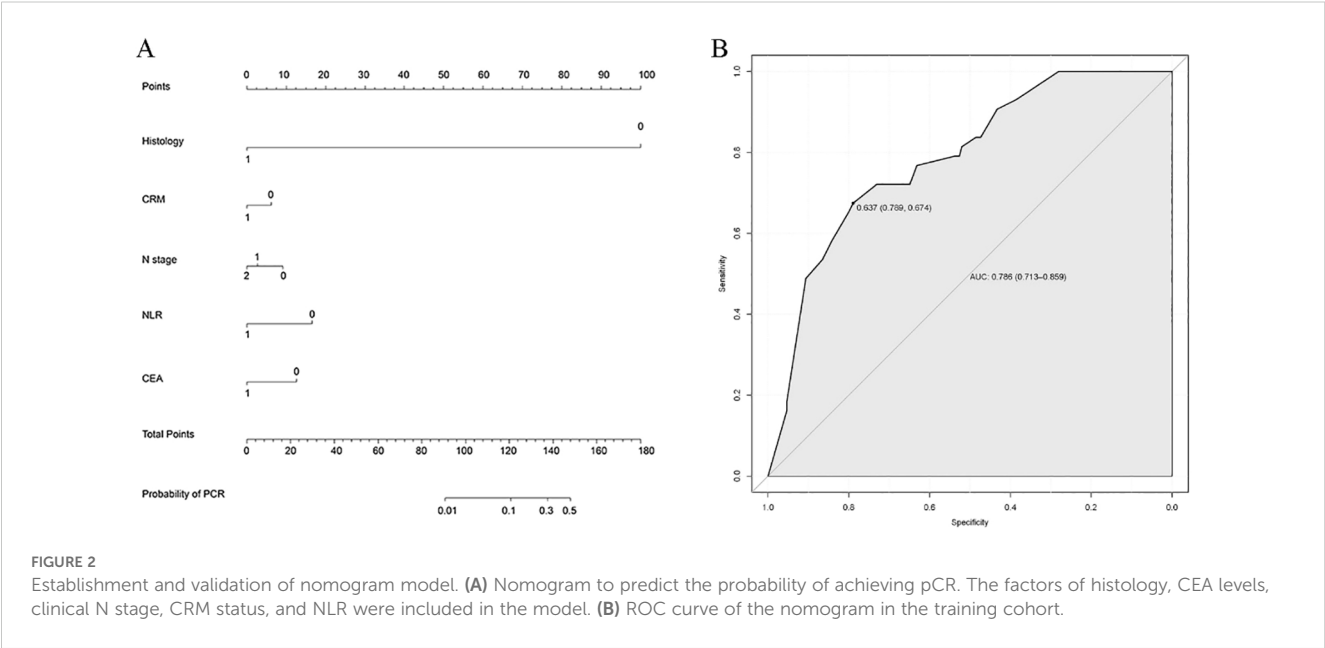 A
0 10 20 30 40 50 60 70 80 90 100
Points
0
Histology
1
0
CRM
1
1
N stage
2 0
0
NLR
1
0
CEA
1
Total Points
0 20 40 60 80 100 120 140 160 180
Probability of PCR
0.01 0.1 0.3 0.5
B
1.0
0.8
0.6
0.4
0.2
0.0
Sensitivity
0.637 (0.789, 0.674)
AUC: 0.786 (0.713–0.859)
1.0 0.8 0.6 0.4 0.2 0.0
Specificity
FIGURE 2
Establishment and validation of nomogram model. (A) Nomogram to predict the probability of achieving pCR. The factors of histology, CEA levels,
clinical N stage, CRM status, and NLR were included in the model. (B) ROC curve of the nomogram in the training cohort.